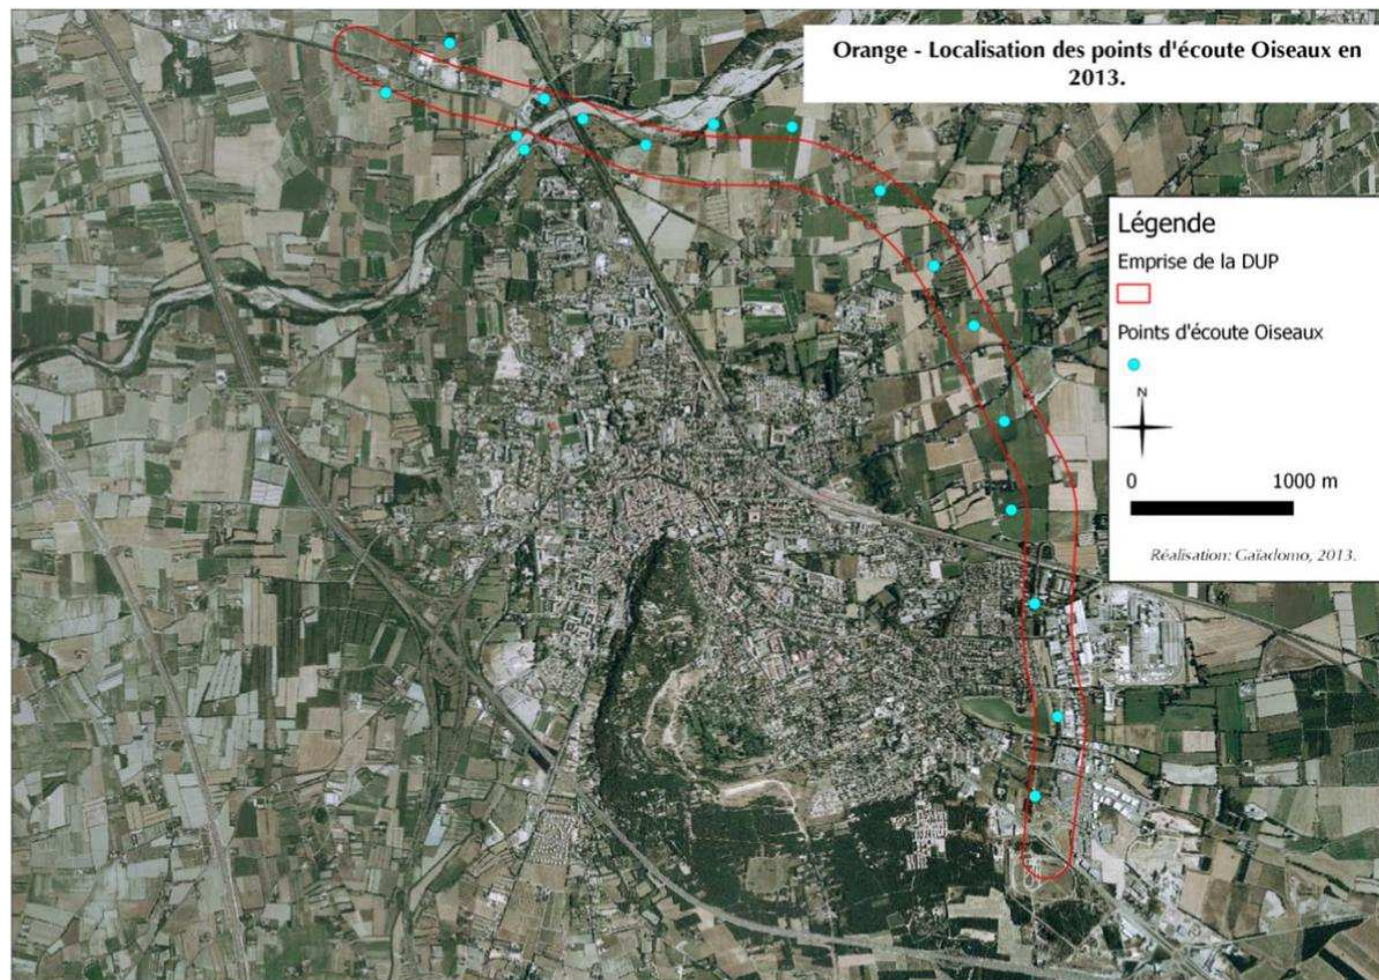 Orange - Localisation des points d'écoute Oiseaux en
2013.
Légende
Emprise de la DUP
Points d'écoute Oiseaux
N
0 1000 m
Réalisation: Gaïadomo, 2013.